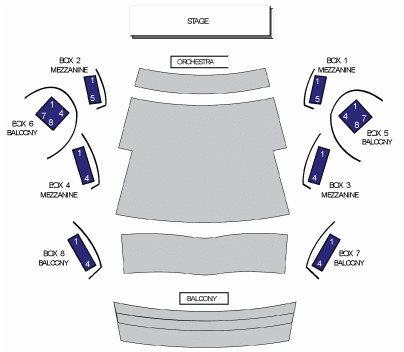 STAGE
ORCHESTRA
BOX 2
MEZZANINE
1
5
BOX 1
MEZZANINE
1
5
1
4
7
8
BOX 6
BALCONY
1
4
7
8
BOX 5
BALCONY
1
4
BOX 4
MEZZANINE
1
4
BOX 3
MEZZANINE
1
4
BOX 8
BALCONY
1
4
BOX 7
BALCONY
BALCONY